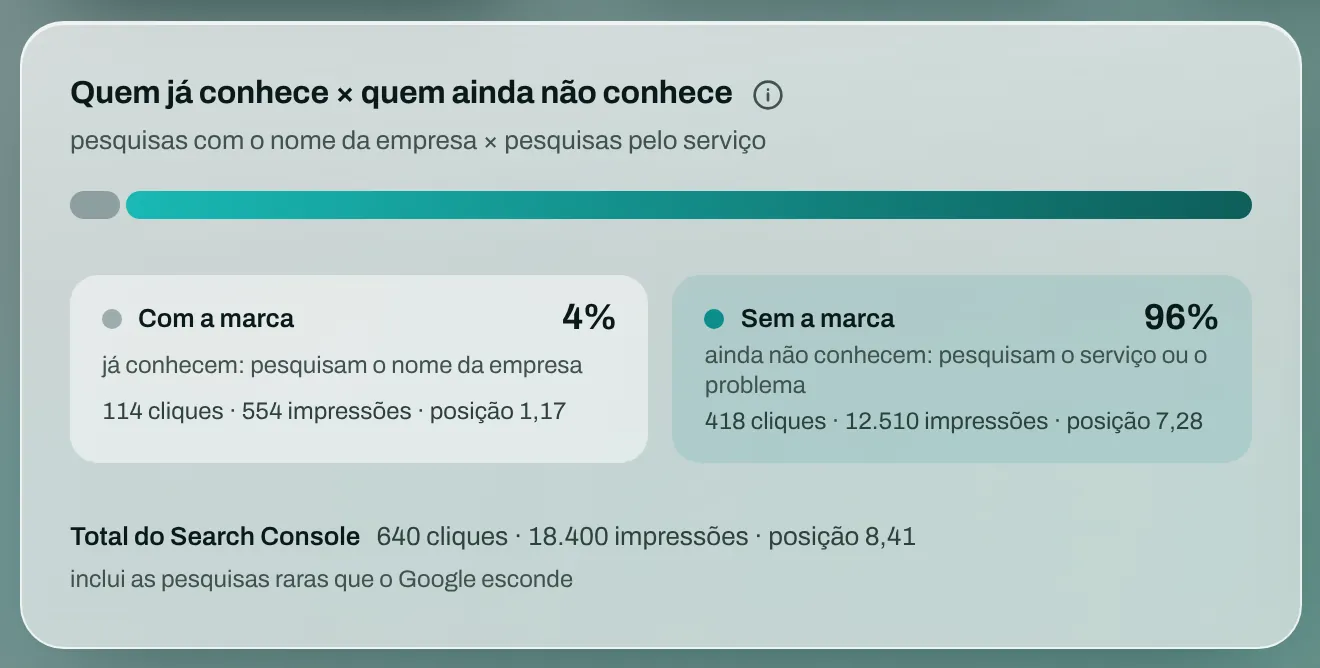 Quem já conhece × quem ainda não conhece
pesquisas com o nome da empresa × pesquisas pelo serviço
Com a marca 4%
já conhecem: pesquisam o nome da empresa
114 cliques · 554 impressões · posição 1,17
Sem a marca 96%
ainda não conhecem: pesquisam o serviço ou o
problema
418 cliques · 12.510 impressões · posição 7,28
Total do Search Console 640 cliques · 18.400 impressões · posição 8,41
inclui as pesquisas raras que o Google esconde